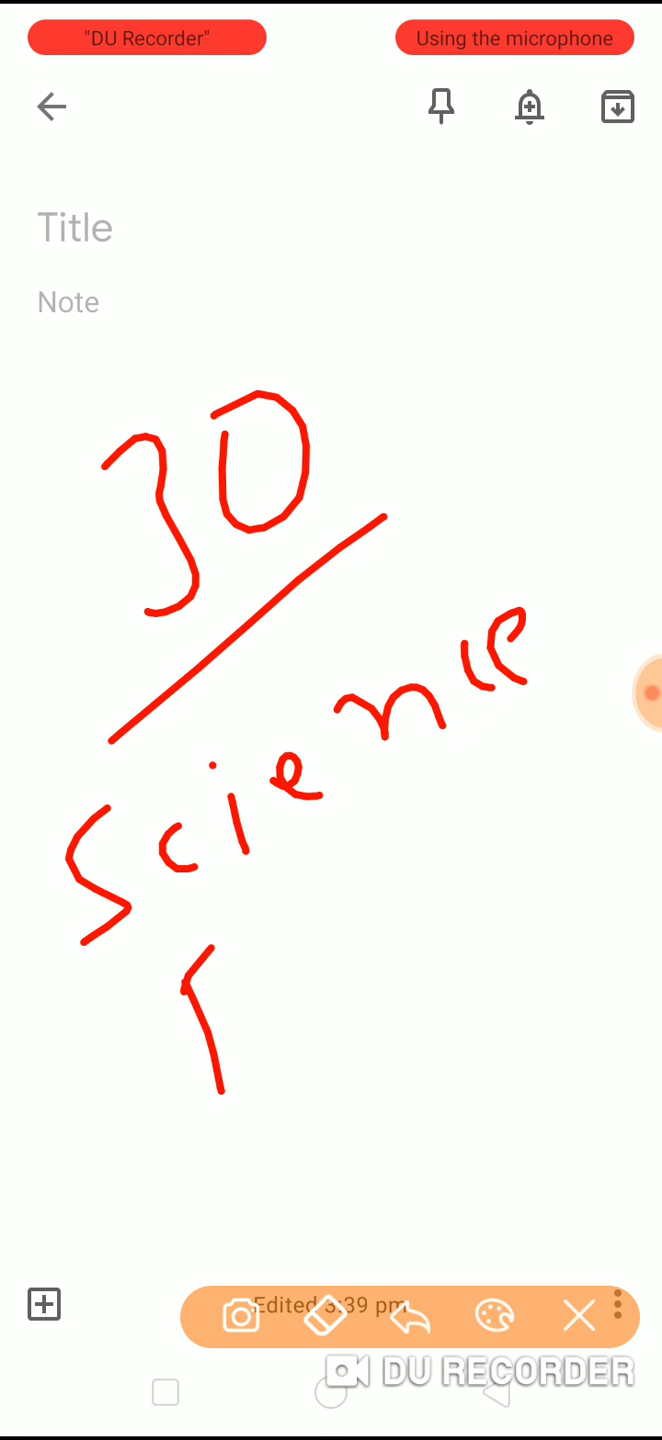 "DU Recorder" Using the microphone
Title
Note
30
Science
Edited 3:39 pm
DU RECORDER